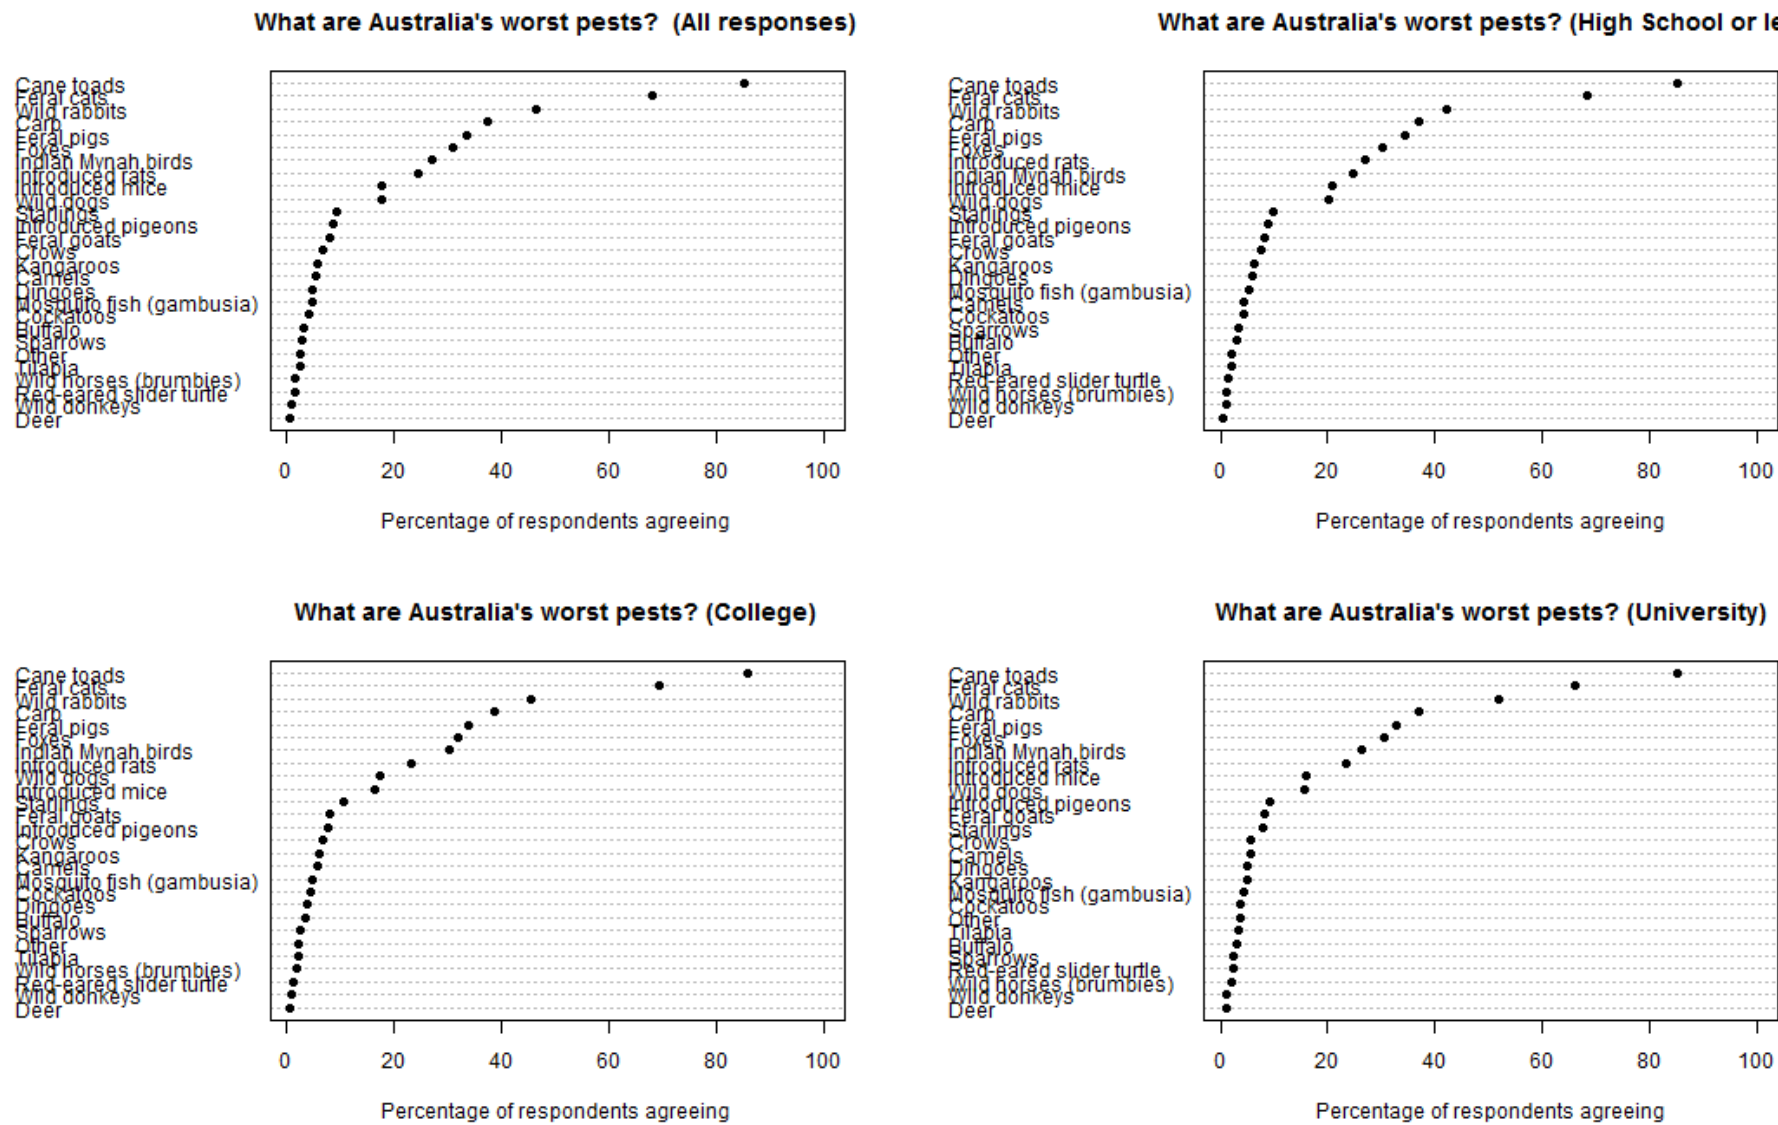 What are Australia's worst pests?  (All responses)
Cane toads
Feral cats
Wild rabbits
Carp
Feral pigs
Foxes
Indian Mynah birds
Introduced rats
Introduced mice
Wild dogs
Starlings
Introduced pigeons
Feral goats
Crows
Kangaroos
Camels
Dingoes
Mosquito fish (gambusia)
Cockatoos
Buffalo
Sparrows
Other
Tilapia
Wild horses (brumbies)
Red-eared slider turtle
Wild donkeys
Deer
0 20 40 60 80 100
Percentage of respondents agreeing
What are Australia's worst pests? (High School or le
Cane toads
Feral cats
Wild rabbits
Carp
Feral pigs
Foxes
Introduced rats
Indian Mynah birds
Introduced mice
Wild dogs
Starlings
Introduced pigeons
Feral goats
Crows
Kangaroos
Dingoes
Mosquito fish (gambusia)
Camels
Cockatoos
Sparrows
Buffalo
Other
Tilapia
Red-eared slider turtle
Wild horses (brumbies)
Wild donkeys
Deer
0 20 40 60 80 100
Percentage of respondents agreeing
What are Australia's worst pests? (College)
Cane toads
Feral cats
Wild rabbits
Carp
Feral pigs
Foxes
Indian Mynah birds
Introduced rats
Wild dogs
Introduced mice
Starlings
Feral goats
Introduced pigeons
Crows
Kangaroos
Camels
Mosquito fish (gambusia)
Cockatoos
Dingoes
Buffalo
Sparrows
Other
Tilapia
Wild horses (brumbies)
Red-eared slider turtle
Wild donkeys
Deer
0 20 40 60 80 100
Percentage of respondents agreeing
What are Australia's worst pests? (University)
Cane toads
Feral cats
Wild rabbits
Carp
Feral pigs
Foxes
Indian Mynah birds
Introduced rats
Introduced mice
Wild dogs
Introduced pigeons
Feral goats
Starlings
Crows
Camels
Dingoes
Kangaroos
Mosquito fish (gambusia)
Cockatoos
Other
Tilapia
Buffalo
Sparrows
Red-eared slider turtle
Wild horses (brumbies)
Wild donkeys
Deer
0 20 40 60 80 100
Percentage of respondents agreeing